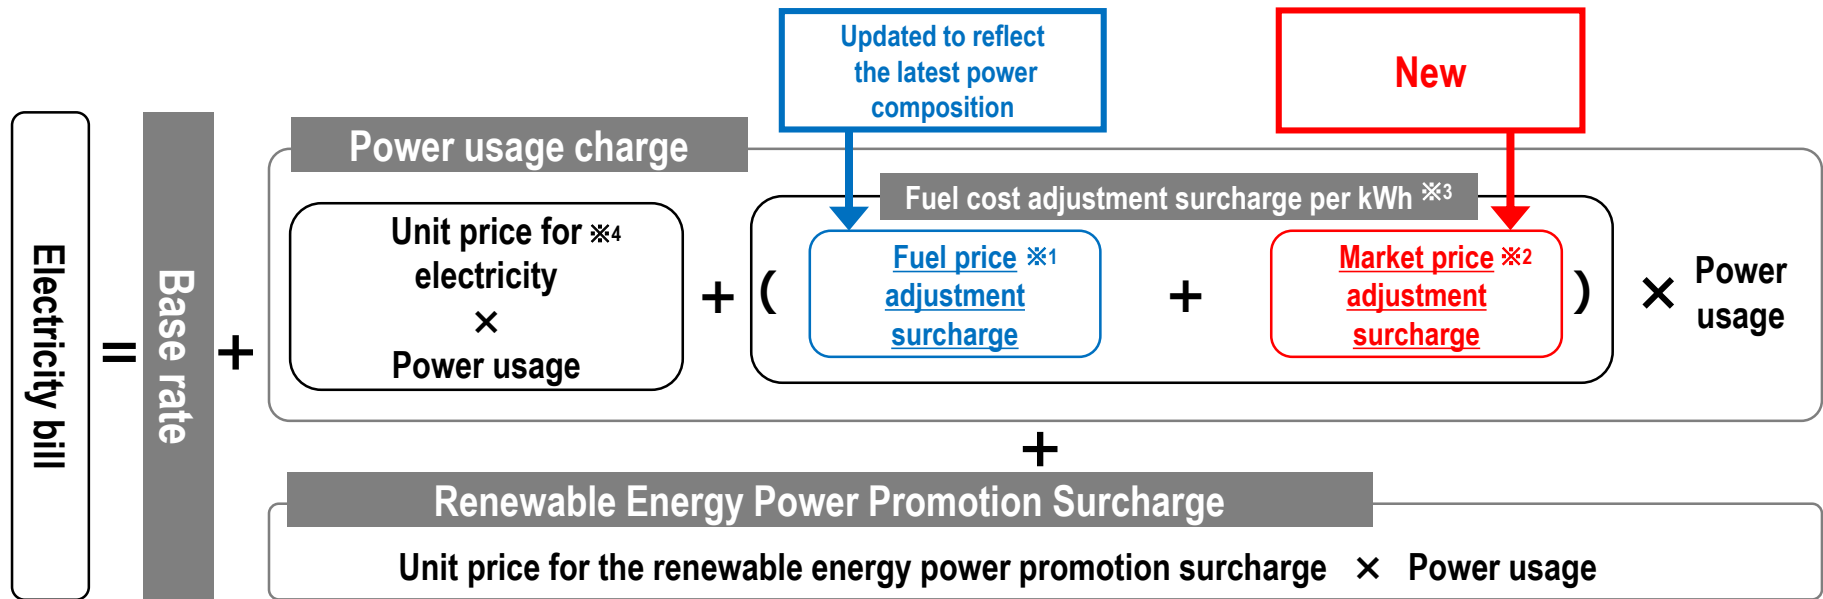 Updated to reflect
the latest power
composition
New
Power usage charge
Fuel cost adjustment surcharge per kWh ※3
Electricity bill
=
Base rate
+
Unit price for ※4
electricity
×
Power usage
+
(
Fuel price ※1
adjustment
surcharge
+
Market price ※2
adjustment
surcharge
)
×
Power
usage
+
Renewable Energy Power Promotion Surcharge
Unit price for the renewable energy power promotion surcharge × Power usage